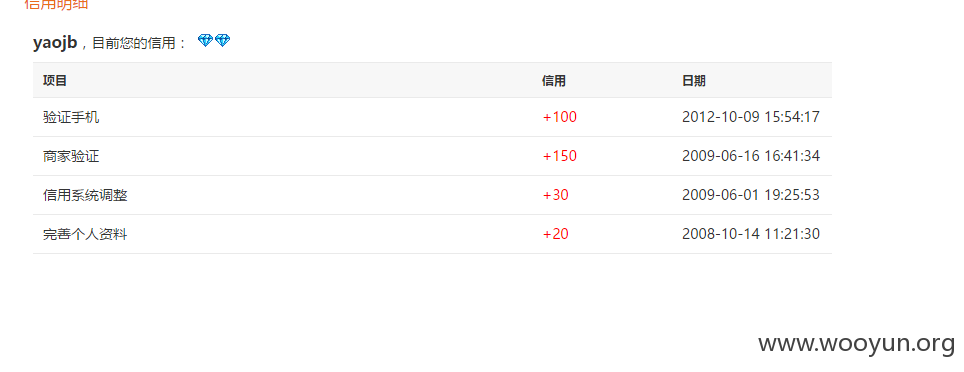 信用明细
yaojb，目前您的信用：
项目 信用 日期
验证手机 +100 2012-10-09 15:54:17
商家验证 +150 2009-06-16 16:41:34
信用系统调整 +30 2009-06-01 19:25:53
完善个人资料 +20 2008-10-14 11:21:30
www.wooyun.org